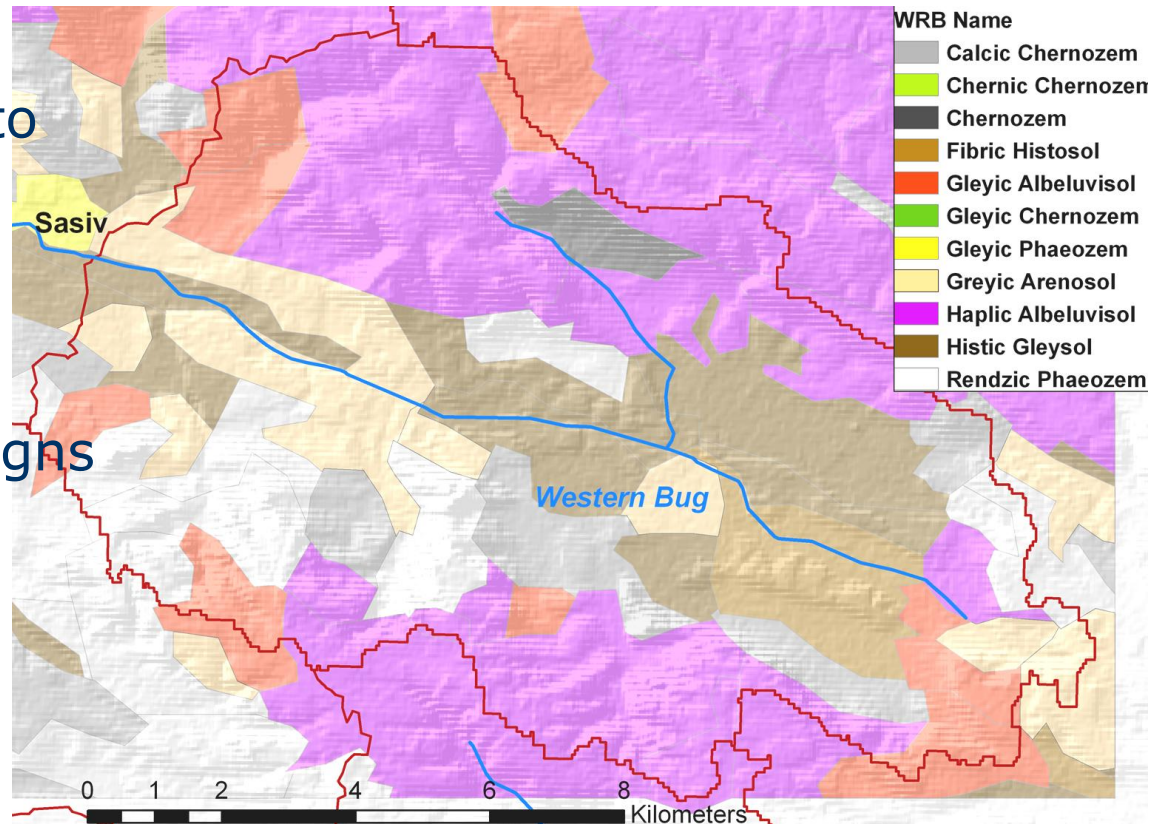 WRB Name
Calcic Chernozem
Chernic Chernozem
Chernozem
Fibric Histosol
Gleyic Albeluvisol
Gleyic Chernozem
Gleyic Phaeozem
Greyic Arenosol
Haplic Albeluvisol
Histic Gleysol
Rendzic Phaeozem
to
Sasiv
gns
Western Bug
0 1 2 4 6 8
Kilometers